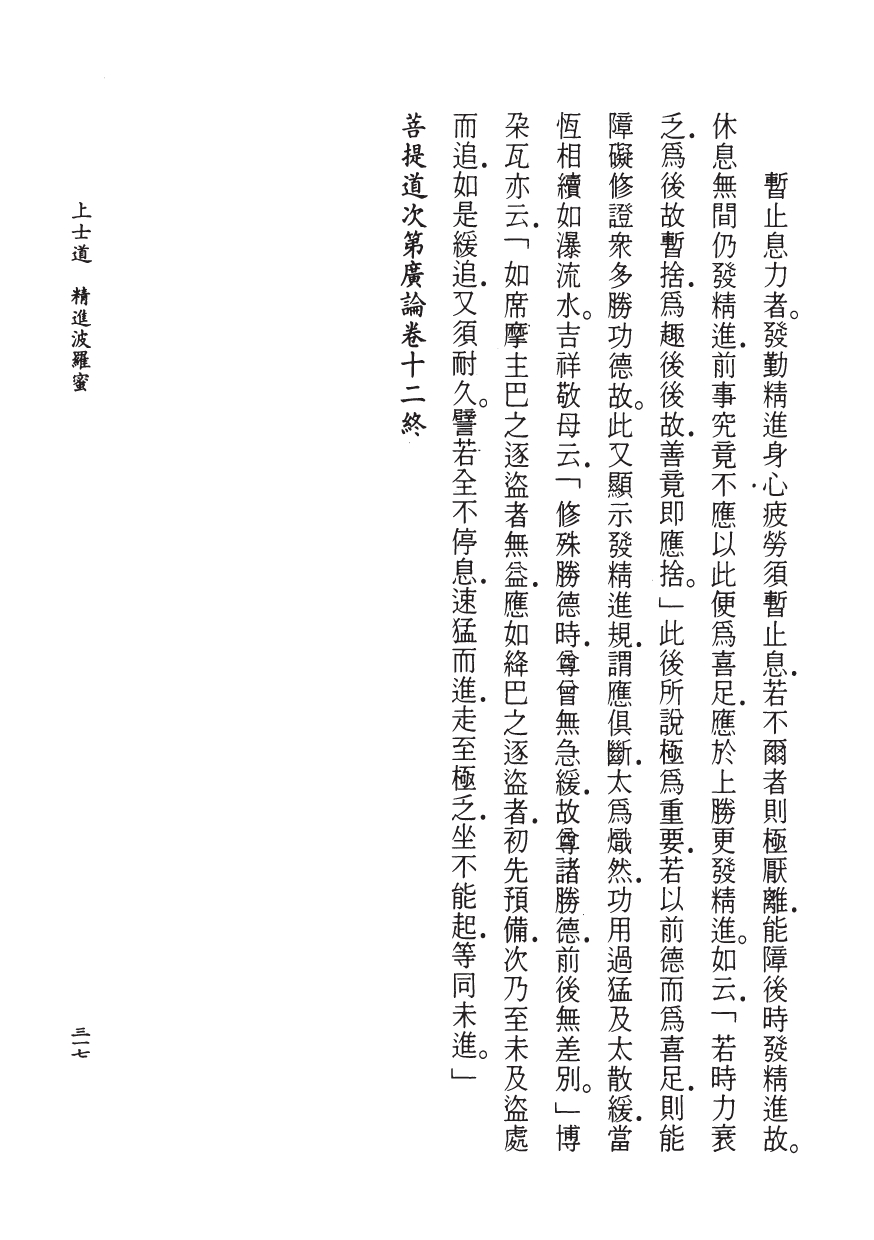 暫止息力者。發勤精進身心疲勞須暫止息．若不爾者則極厭離．能障後時發精進故。
休息無間仍發精進．前事究竟不應以此便爲喜足．應於上勝更發精進。如云．「若時力衰
乏．爲後故暫捨．爲趣後後故．善竟即應捨。」此後所說極爲重要．若以前德而爲喜足．則能
障礙修證衆多勝功德故。此又顯示發精進規．謂應俱斷．太爲熾然．功用過猛及太散緩．當
恆相續如瀑流水。吉祥敬母云．「修殊勝德時．尊曾無急緩．故尊諸勝德．前後無差別。」博
朶瓦亦云．「如席摩主巴之逐盜者無益．應如絳巴之逐盜者．初先預備．次乃至未及盜處
而追．如是緩追．又須耐久。譬若全不停息．速猛而進．走至極乏．坐不能起．等同未進。」
菩提道次第廣論卷十二終
上士道　精進波羅蜜
三一七